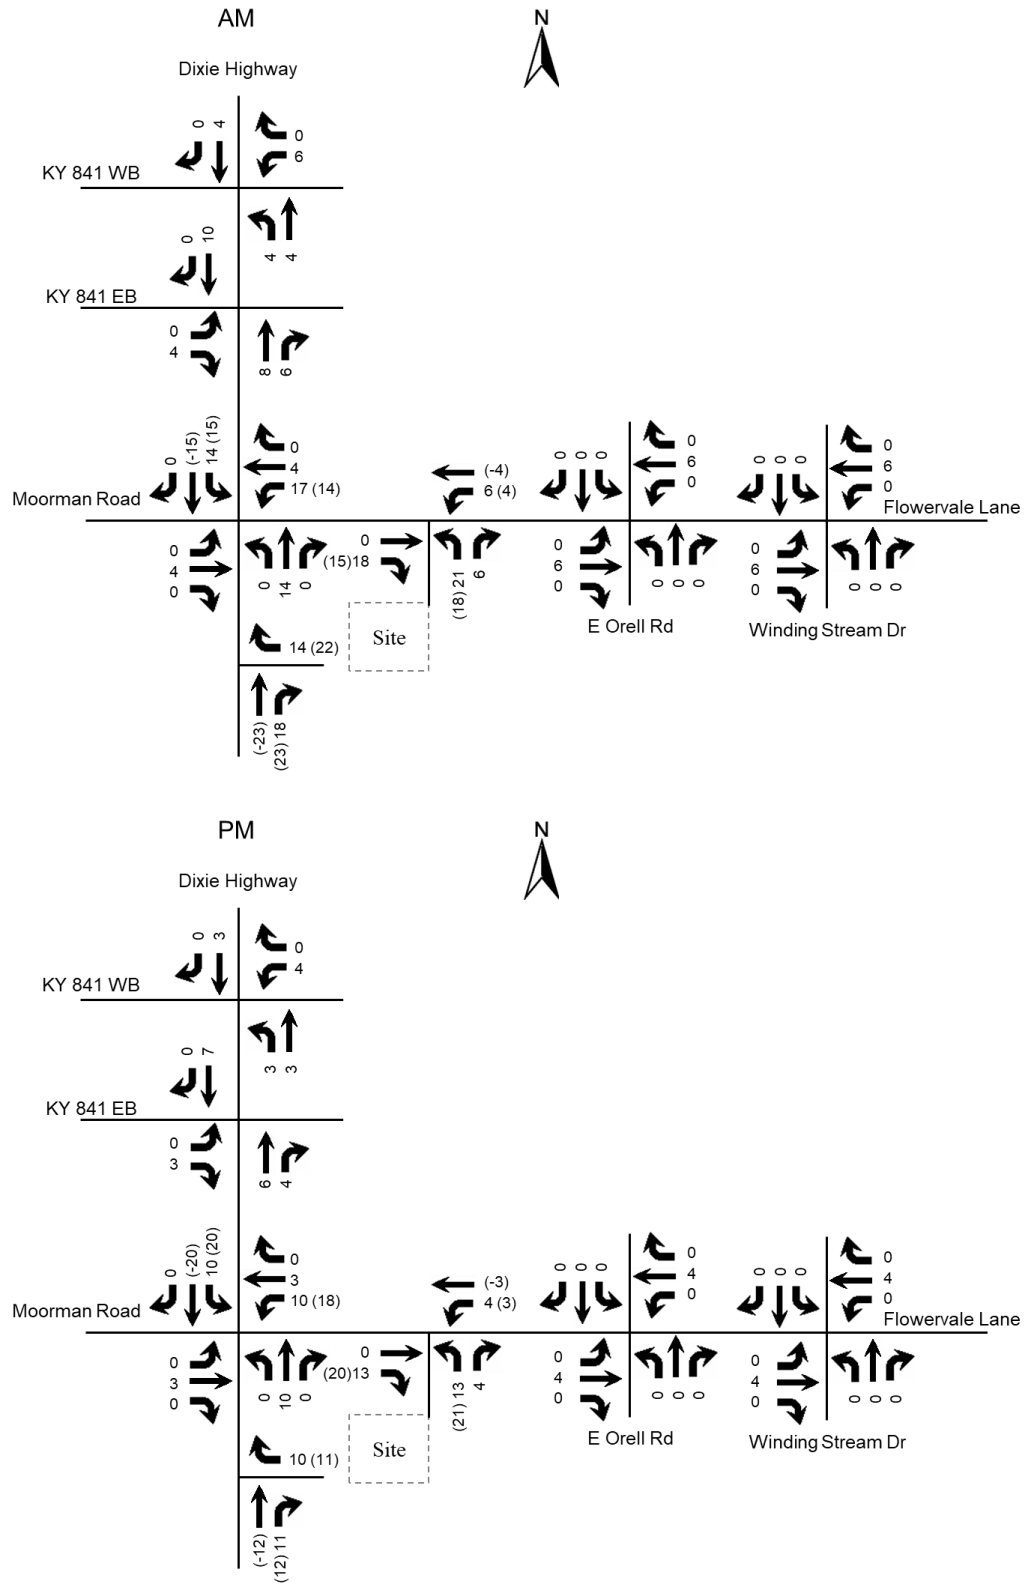 AM
N
Dixie Highway
0 4
0
6
KY 841 WB
4 4
0 10
KY 841 EB
0
4
8 6
0 (-15) 14 (15)
0
4
17 (14)
Moorman Road
0
4
0
0 14 0
(-4)
6 (4)
0
(15)18
(18) 21 6
0 0 0
0
6
0
0
6
0
0 0 0
E Orell Rd
0 0 0
0
6
0
Flowervale Lane
0
6
0
0 0 0
Winding Stream Dr
Site
14 (22)
(-23) (23) 18
PM
N
Dixie Highway
0 3
0
4
KY 841 WB
3 3
0 7
KY 841 EB
0
3
6 4
0 (-20) 10 (20)
0
3
10 (18)
Moorman Road
0
3
0
0 10 0
(-3)
4 (3)
0
(20)13
(21) 13 4
0 0 0
0
4
0
0
4
0
0 0 0
E Orell Rd
0 0 0
0
4
0
Flowervale Lane
0
4
0
0 0 0
Winding Stream Dr
Site
10 (11)
(-12) (12) 11